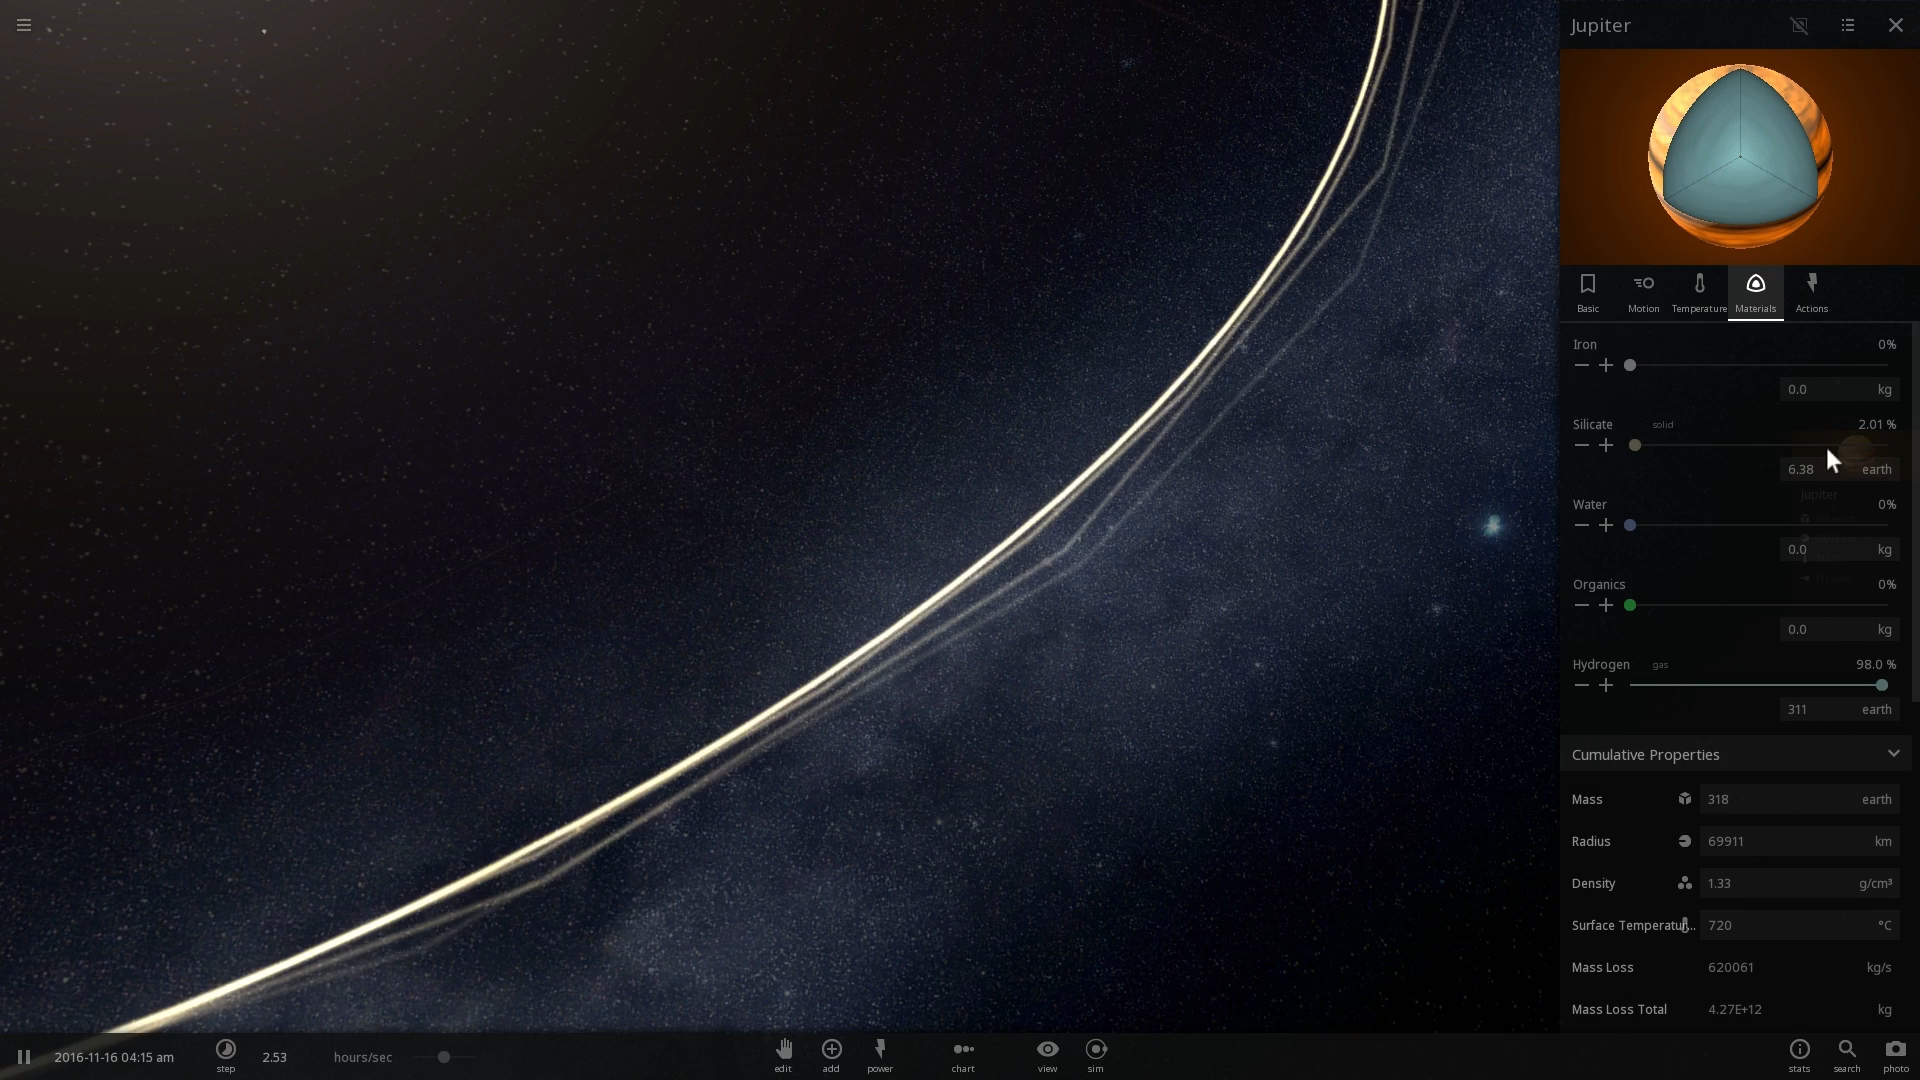 Jupiter
Basic
Motion
Temperature
Materials
Actions
Iron 0%
0.0 kg
Silicate solid 2.01 %
6.38 earth
Jupiter
Water 0%
0.0 kg
Organics 0%
0.0 kg
Hydrogen gas 98.0 %
311 earth
Cumulative Properties
Mass 318 earth
Radius 69911 km
Density 1.33 g/cm³
Surface Temperatur... 720 °C
Mass Loss 620061 kg/s
Mass Loss Total 4.27E+12 kg
2016-11-16 04:15 am
step
2.53 hours/sec
edit
add
power
chart
view
sim
stats
search
photo